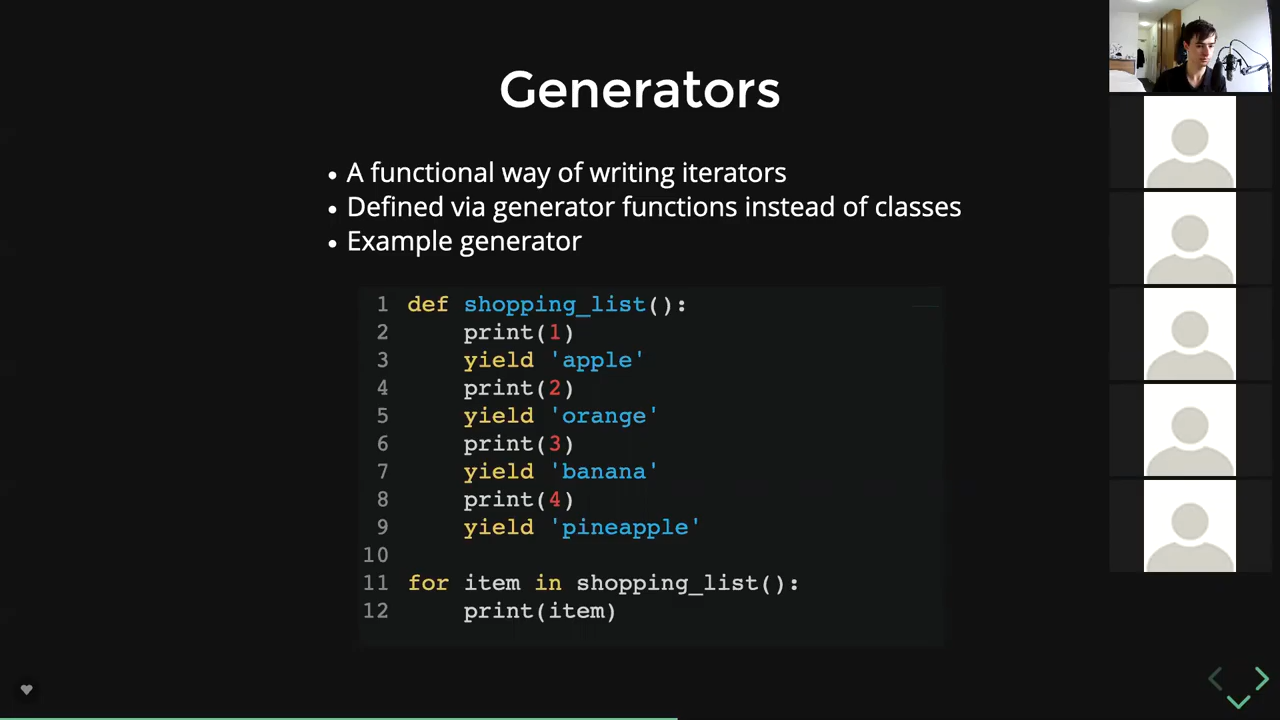 Generators
• A functional way of writing iterators
• Defined via generator functions instead of classes
• Example generator
1 def shopping_list():
2     print(1)
3     yield 'apple'
4     print(2)
5     yield 'orange'
6     print(3)
7     yield 'banana'
8     print(4)
9     yield 'pineapple'
10
11 for item in shopping_list():
12     print(item)